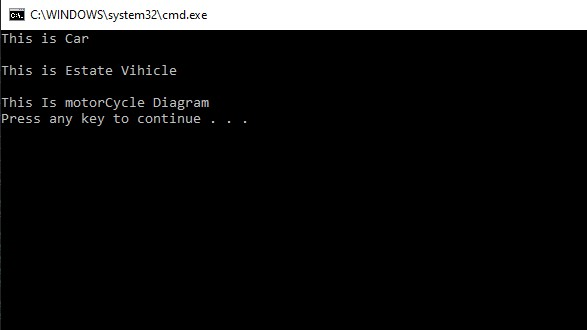 C:\WINDOWS\system32\cmd.exe
This is Car
This is Estate Vihicle
This Is motorCycle Diagram
Press any key to continue . . .